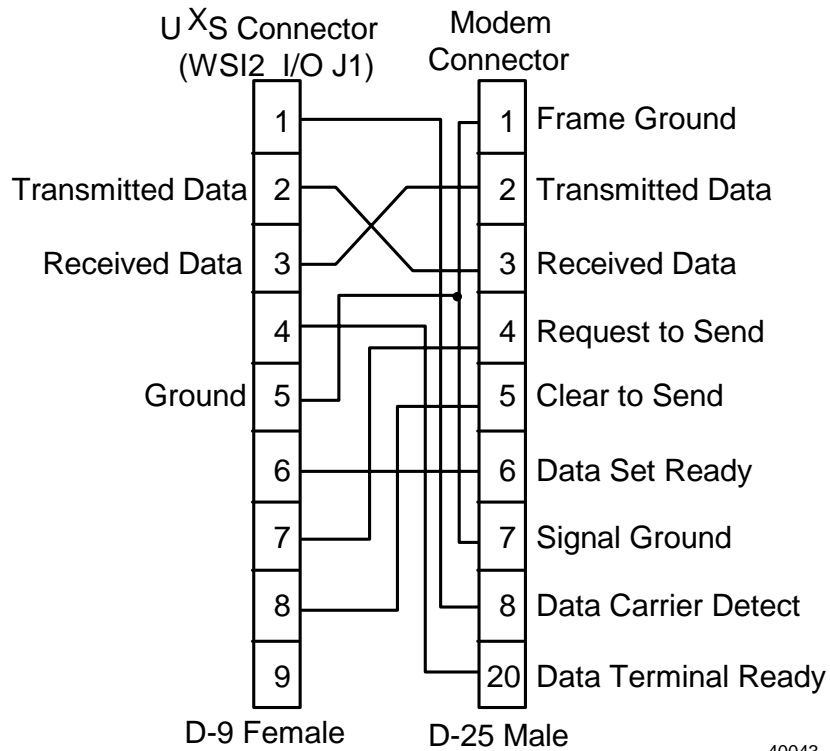 UXS Connector
(WSI2 I/O J1)
Modem
Connector
1
1 Frame Ground
Transmitted Data 2
2 Transmitted Data
Received Data 3
3 Received Data
4
4 Request to Send
Ground 5
5 Clear to Send
6
6 Data Set Ready
7
7 Signal Ground
8
8 Data Carrier Detect
9
20 Data Terminal Ready
D-9 Female
D-25 Male